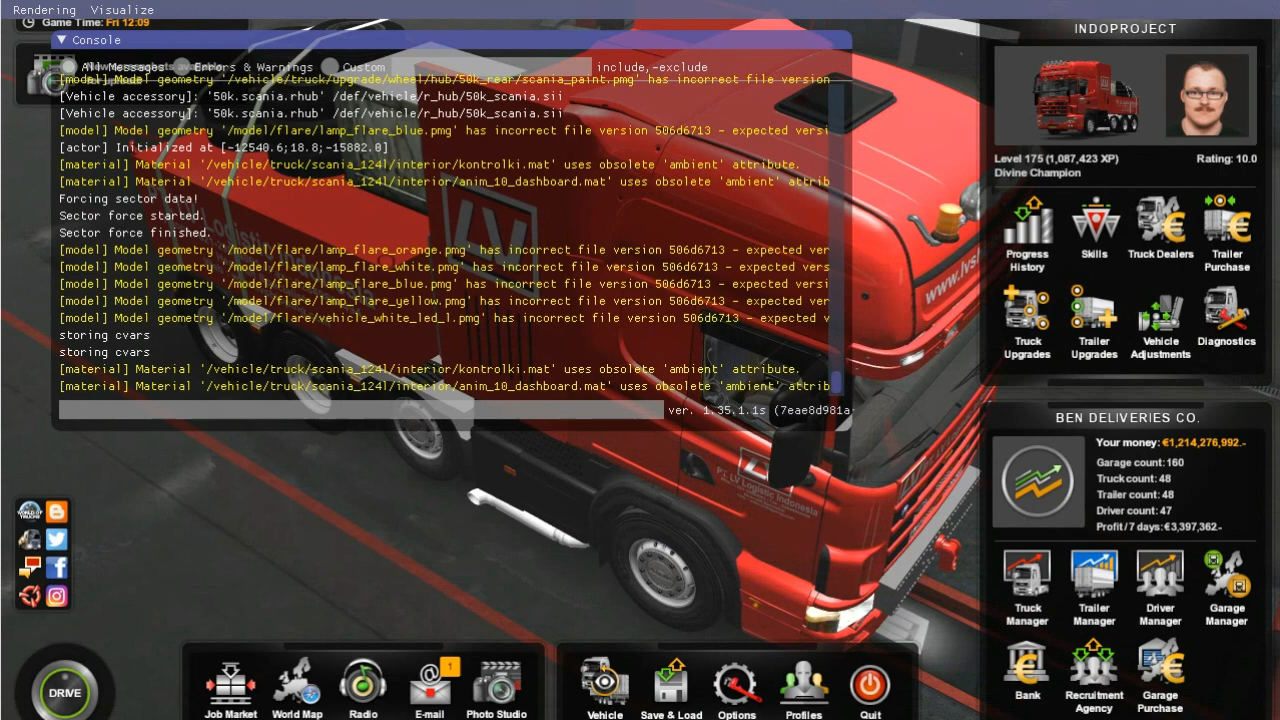 Rendering Visualize
Game Time: Fri 12:09
Console
All Messages Errors & Warnings Custom include,-exclude
[model] Model geometry '/vehicle/truck/upgrade/wheel/hub/50k_rear/scania_paint.pmg' has incorrect file version
[Vehicle accessory]: '50k.scania.rhub' /def/vehicle/r_hub/50k_scania.sii
[Vehicle accessory]: '50k.scania.rhub' /def/vehicle/r_hub/50k_scania.sii
[model] Model geometry '/model/flare/lamp_flare_blue.pmg' has incorrect file version 506d6713 - expected versi
[actor] Initialized at [-12540.6;18.8;-15882.0]
[material] Material '/vehicle/truck/scania_124l/interior/kontrolki.mat' uses obsolete 'ambient' attribute.
[material] Material '/vehicle/truck/scania_124l/interior/anim_10_dashboard.mat' uses obsolete 'ambient' attrib
Forcing sector data!
Sector force started.
Sector force finished.
[model] Model geometry '/model/flare/lamp_flare_orange.pmg' has incorrect file version 506d6713 - expected ver
[model] Model geometry '/model/flare/lamp_flare_white.pmg' has incorrect file version 506d6713 - expected vers
[model] Model geometry '/model/flare/lamp_flare_blue.pmg' has incorrect file version 506d6713 - expected versi
[model] Model geometry '/model/flare/lamp_flare_yellow.pmg' has incorrect file version 506d6713 - expected ver
[model] Model geometry '/model/flare/vehicle_white_led_l.pmg' has incorrect file version 506d6713 - expected v
storing cvars
storing cvars
[material] Material '/vehicle/truck/scania_124l/interior/kontrolki.mat' uses obsolete 'ambient' attribute.
[material] Material '/vehicle/truck/scania_124l/interior/anim_10_dashboard.mat' uses obsolete 'ambient' attrib
ver. 1.35.1.1s (7eae8d981a
LV
PT LV Logistic Indonesia
INDOPROJECT
Level 175 (1,087,423 XP) Rating: 10.0
Divine Champion
Progress History
Skills
Truck Dealers
Trailer Purchase
Truck Upgrades
Trailer Upgrades
Vehicle Adjustments
Diagnostics
BEN DELIVERIES CO.
Your money: €1,214,276,992.-
Garage count: 160
Truck count: 48
Trailer count: 48
Driver count: 47
Profit / 7 days: €3,397,362.-
Truck Manager
Trailer Manager
Driver Manager
Garage Manager
Bank
Recruitment Agency
Garage Purchase
DRIVE
Job Market
World Map
Radio
1
E-mail
Photo Studio
Vehicle
Save & Load
Options
Profiles
Quit